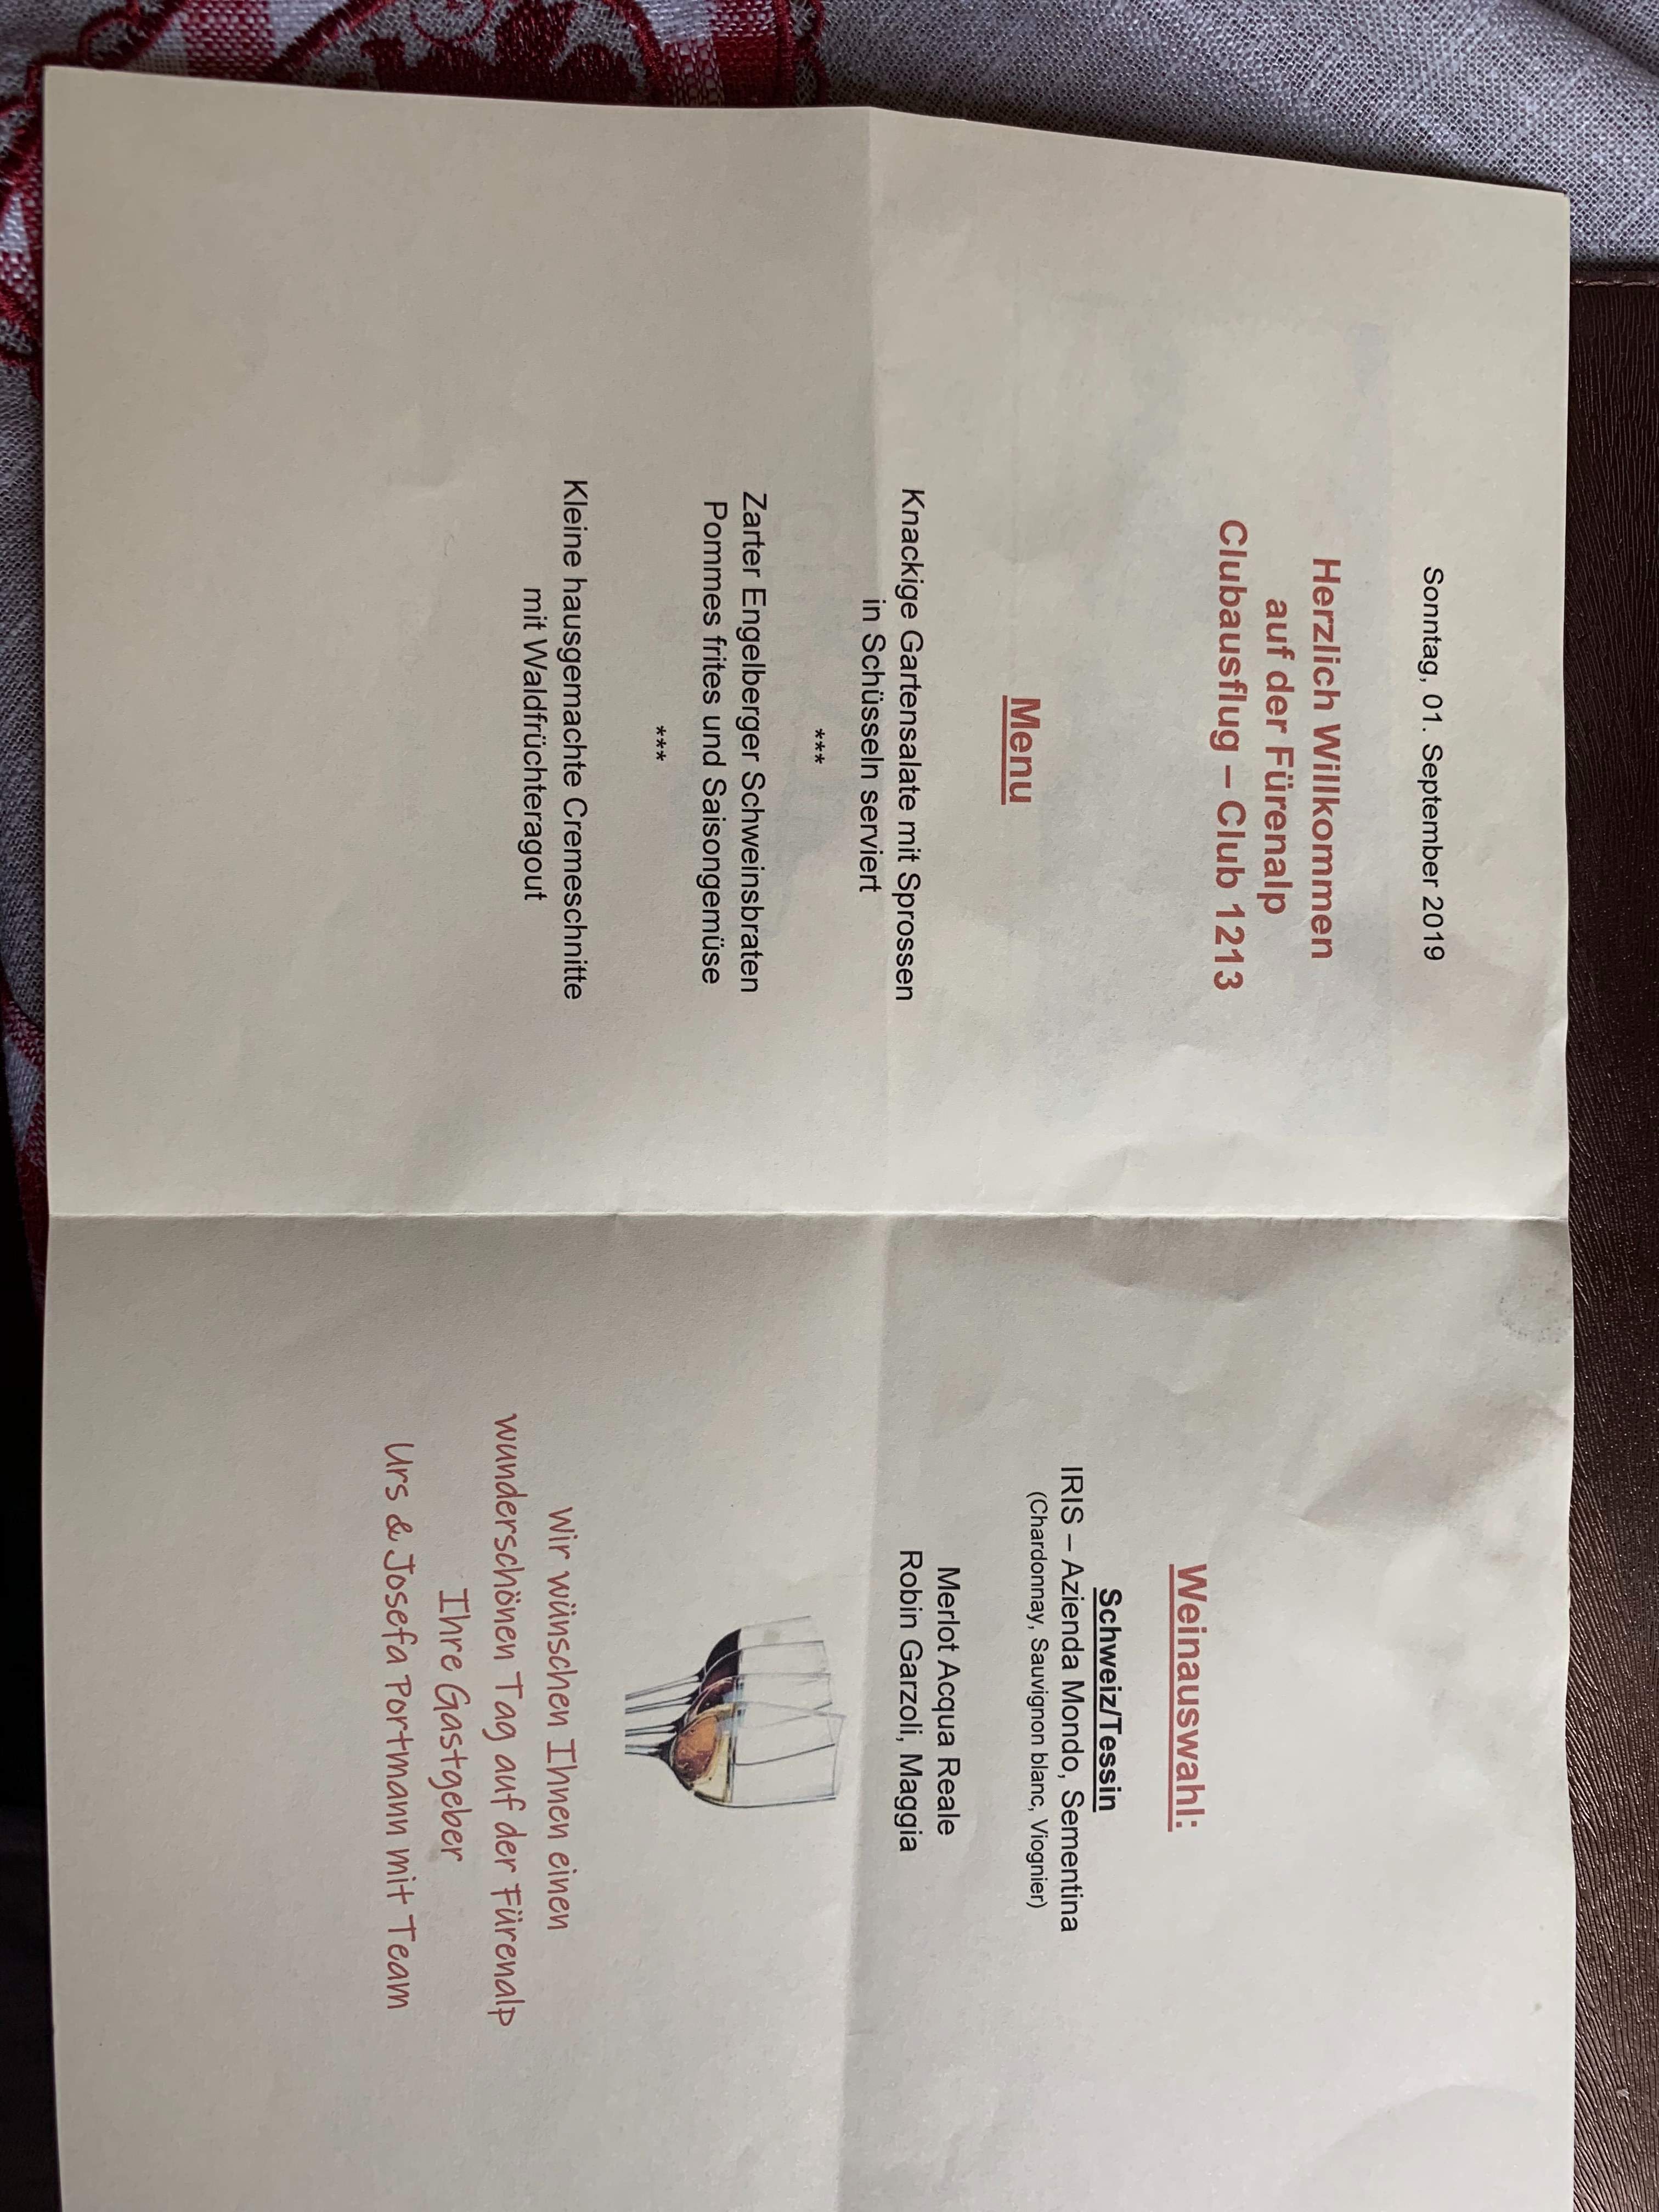 Sonntag, 01. September 2019
Herzlich Willkommen
auf der Fürenalp
Clubausflug – Club 1213
Menu
Knackige Gartensalate mit Sprossen
in Schüsseln serviert
***
Zarter Engelberger Schweinsbraten
Pommes frites und Saisongemüse
***
Kleine hausgemachte Cremeschnitte
mit Waldfrüchteragout
Weinauswahl:
Schweiz/Tessin
IRIS – Azienda Mondo, Sementina
(Chardonnay, Sauvignon blanc, Viognier)
Merlot Acqua Reale
Robin Garzoli, Maggia
Wir wünschen Ihnen einen
wunderschönen Tag auf der Fürenalp
Ihre Gastgeber
Urs & Josefa Portmann mit Team